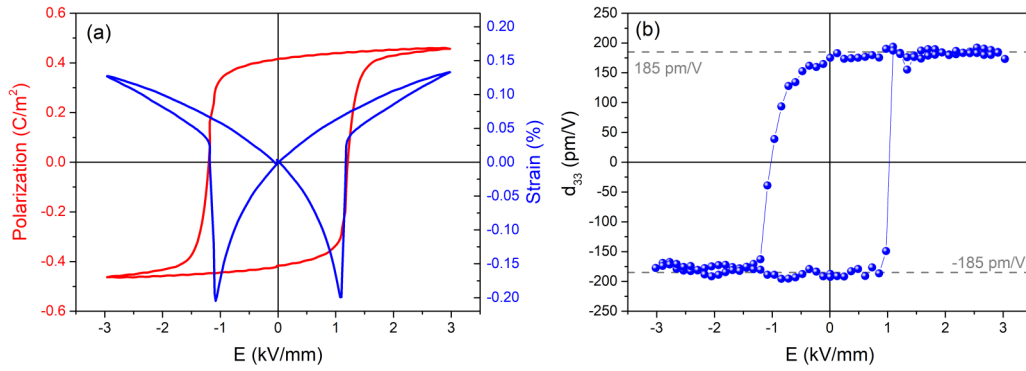 (a)
Polarization (C/m²)
0.6
0.4
0.2
0.0
-0.2
-0.4
-0.6
-3 -2 -1 0 1 2 3
E (kV/mm)
0.20
0.15
0.10
0.05
0.00
-0.05
-0.10
-0.15
-0.20
Strain (%)
(b)
d₃₃ (pm/V)
250
200
150
100
50
0
-50
-100
-150
-200
-250
185 pm/V
-185 pm/V
-3 -2 -1 0 1 2 3
E (kV/mm)